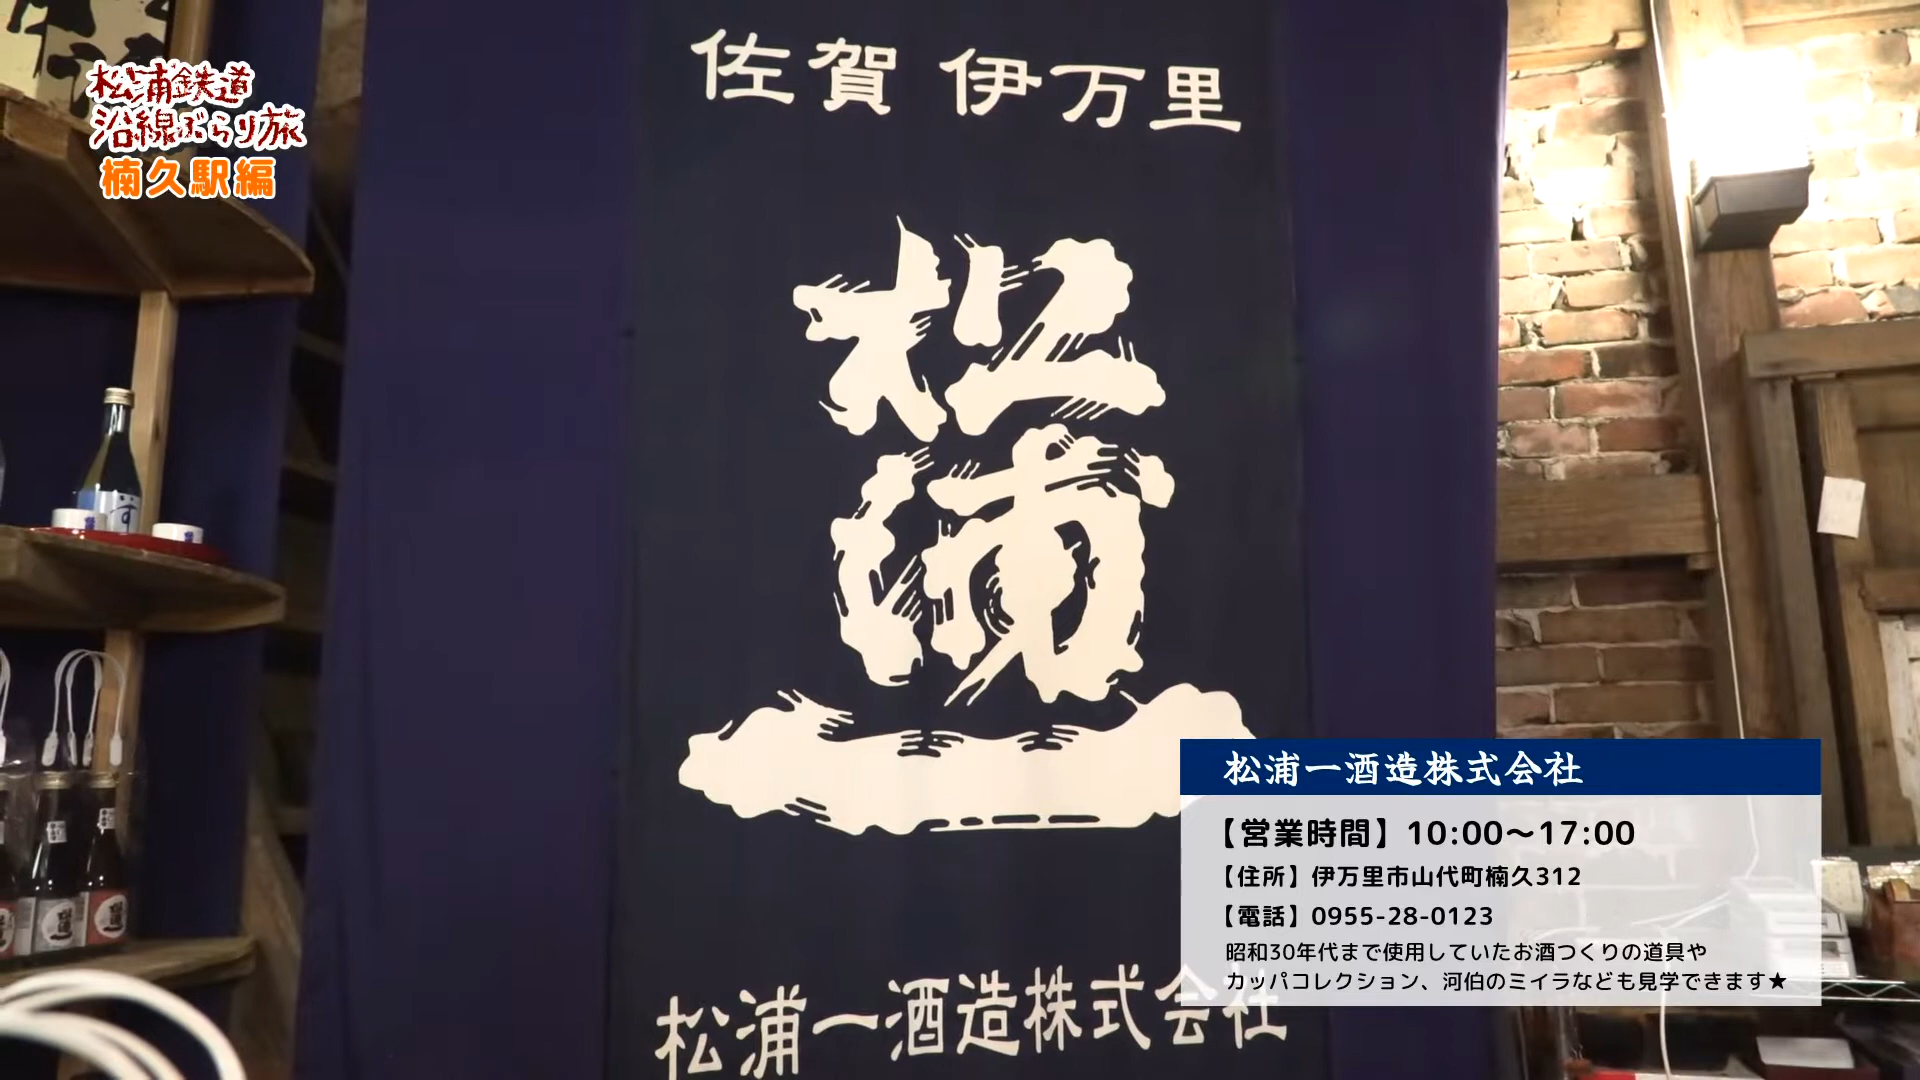 松浦鉄道
沿線ぶらり旅
楠久駅編
佐賀 伊万里
松
浦
一
松浦一酒造株式会社
松浦一酒造株式会社
【営業時間】10:00〜17:00
【住所】伊万里市山代町楠久312
【電話】0955-28-0123
昭和30年代まで使用していたお酒つくりの道具や
カッパコレクション、河伯のミイラなども見学できます★